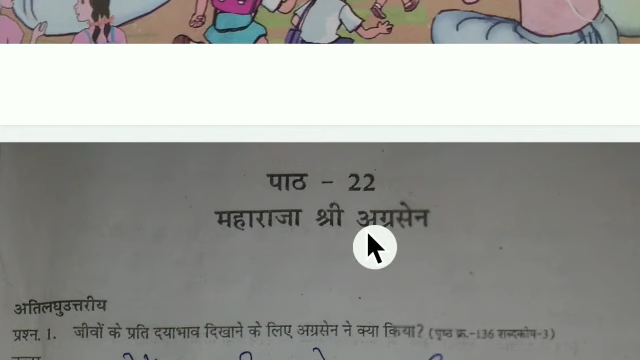 पाठ - 22
महाराजा श्री अग्रसेन
अतिलघुउत्तरीय
प्रश्न. 1. जीवों के प्रति दयाभाव दिखाने के लिए अग्रसेन ने क्या किया? (पृष्ठ क्र.-136 शब्दकोष-3)